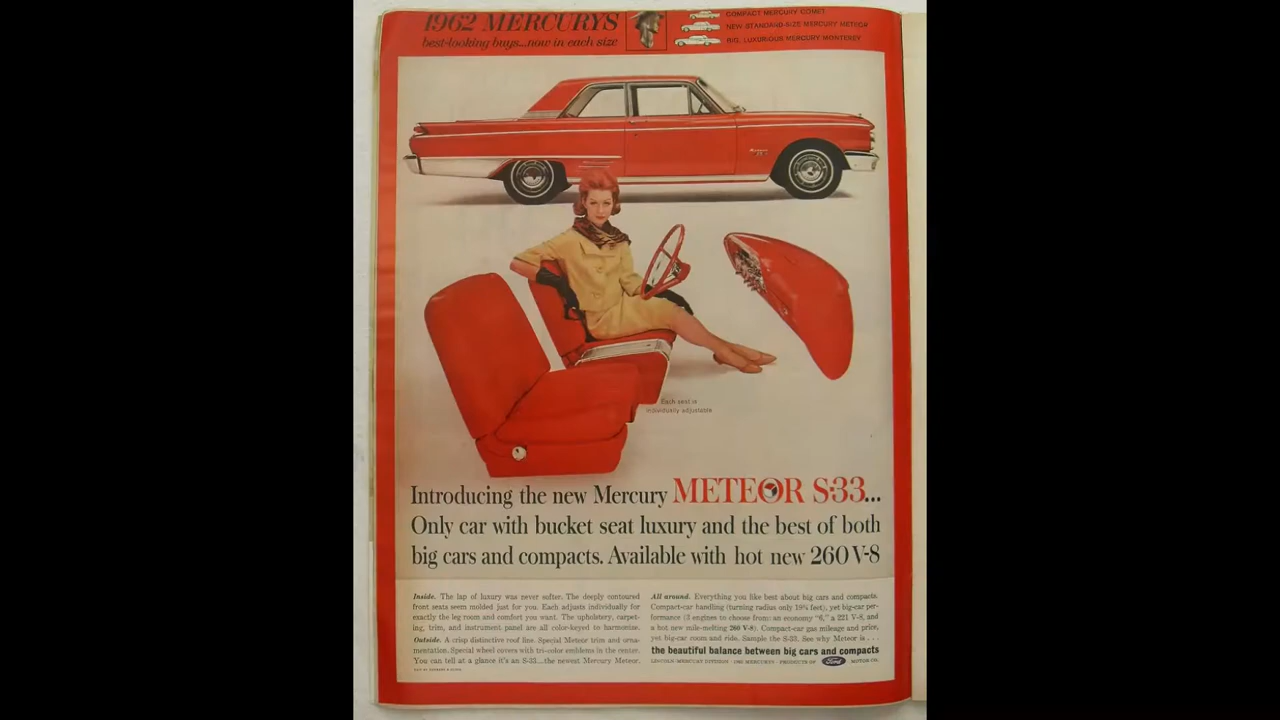 1962 MERCURYS
best-looking buys...now in each size
COMPACT MERCURY COMET
NEW STANDARD-SIZE MERCURY METEOR
BIG, LUXURIOUS MERCURY MONTEREY
Each seat is
individually adjustable
Introducing the new Mercury METEOR S-33...
Only car with bucket seat luxury and the best of both
big cars and compacts. Available with hot new 260 V-8
Inside. The lap of luxury was never softer. The deeply contoured
front seats seem molded just for you. Each adjusts individually for
exactly the leg room and comfort you want. The upholstery, carpet-
ing, trim, and instrument panel are all color-keyed to harmonize.
Outside. A crisp distinctive roof line. Special Meteor trim and orna-
mentation. Special wheel covers with tri-color emblems in the center.
You can tell at a glance it's an S-33...the newest Mercury Meteor.
All around. Everything you like best about big cars and compacts.
Compact-car handling (turning radius only 19¾ feet), yet big-car per-
formance (3 engines to choose from: an economy "6," a 221 V-8, and
a hot new mile-melting 260 V-8). Compact-car gas mileage and price,
yet big-car room and ride. Sample the S-33. See why Meteor is . . .
the beautiful balance between big cars and compacts
LINCOLN-MERCURY DIVISION · 1962 MERCURYS · PRODUCTS OF Ford MOTOR CO.